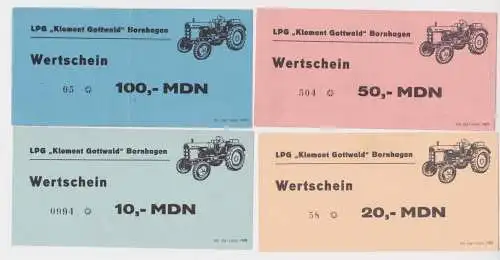 LPG „Klement Gottwald" Bornhagen
Wertschein
05 100,- MDN
LPG „Klement Gottwald" Bornhagen
Wertschein
504 50,- MDN
LPG „Klement Gottwald" Bornhagen
Wertschein
0994 10,- MDN
LPG „Klement Gottwald" Bornhagen
Wertschein
58 20,- MDN